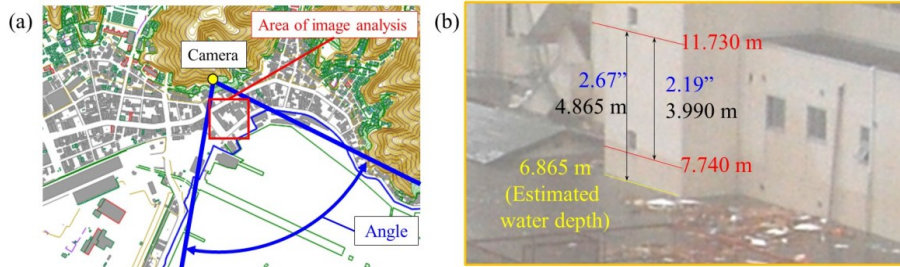 (a)
Area of image analysis
Camera
Angle
(b)
11.730 m
2.67” 2.19”
4.865 m 3.990 m
6.865 m 7.740 m
(Estimated
water depth)